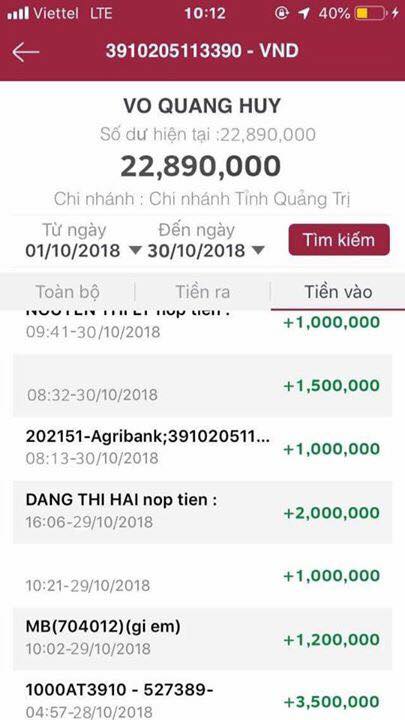 Viettel LTE 10:12 40%
3910205113390 - VND
VO QUANG HUY
Số dư hiện tại :22,890,000
22,890,000
Chi nhánh : Chi nhánh Tỉnh Quảng Trị
Từ ngày Đến ngày
01/10/2018 30/10/2018 Tìm kiếm
Toàn bộ Tiền ra Tiền vào
NGUYEN THI LY nop tien :
+1,000,000
09:41-30/10/2018
+1,500,000
08:32-30/10/2018
202151-Agribank;391020511...
+1,000,000
08:13-30/10/2018
DANG THI HAI nop tien :
+2,000,000
16:06-29/10/2018
+1,000,000
10:21-29/10/2018
MB(704012)(gi em)
+1,200,000
10:02-29/10/2018
1000AT3910 - 527389-
+3,500,000
04:57-28/10/2018